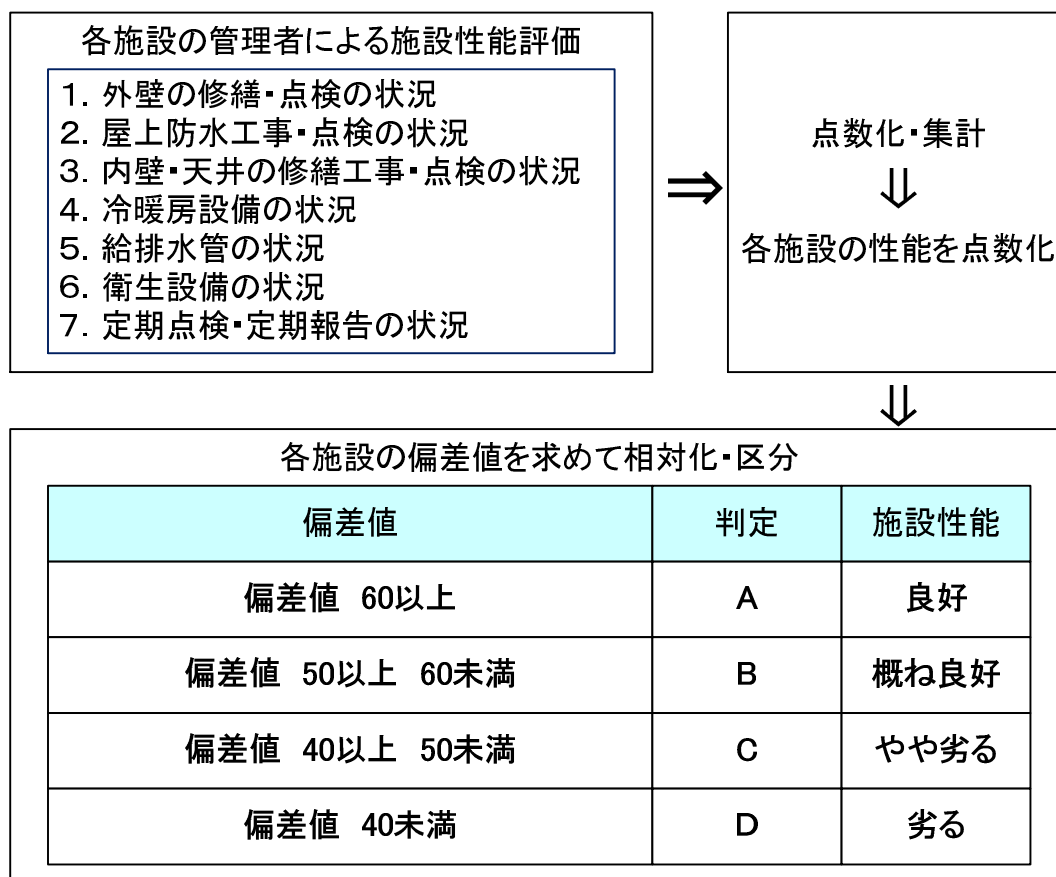 各施設の管理者による施設性能評価
１．外壁の修繕・点検の状況
２．屋上防水工事・点検の状況
３．内壁・天井の修繕工事・点検の状況
４．冷暖房設備の状況
５．給排水管の状況
６．衛生設備の状況
７．定期点検・定期報告の状況
⇒
点数化・集計
⇓
各施設の性能を点数化
⇓
各施設の偏差値を求めて相対化・区分
偏差値 判定 施設性能
偏差値 60以上 A 良好
偏差値 50以上 60未満 B 概ね良好
偏差値 40以上 50未満 C やや劣る
偏差値 40未満 D 劣る